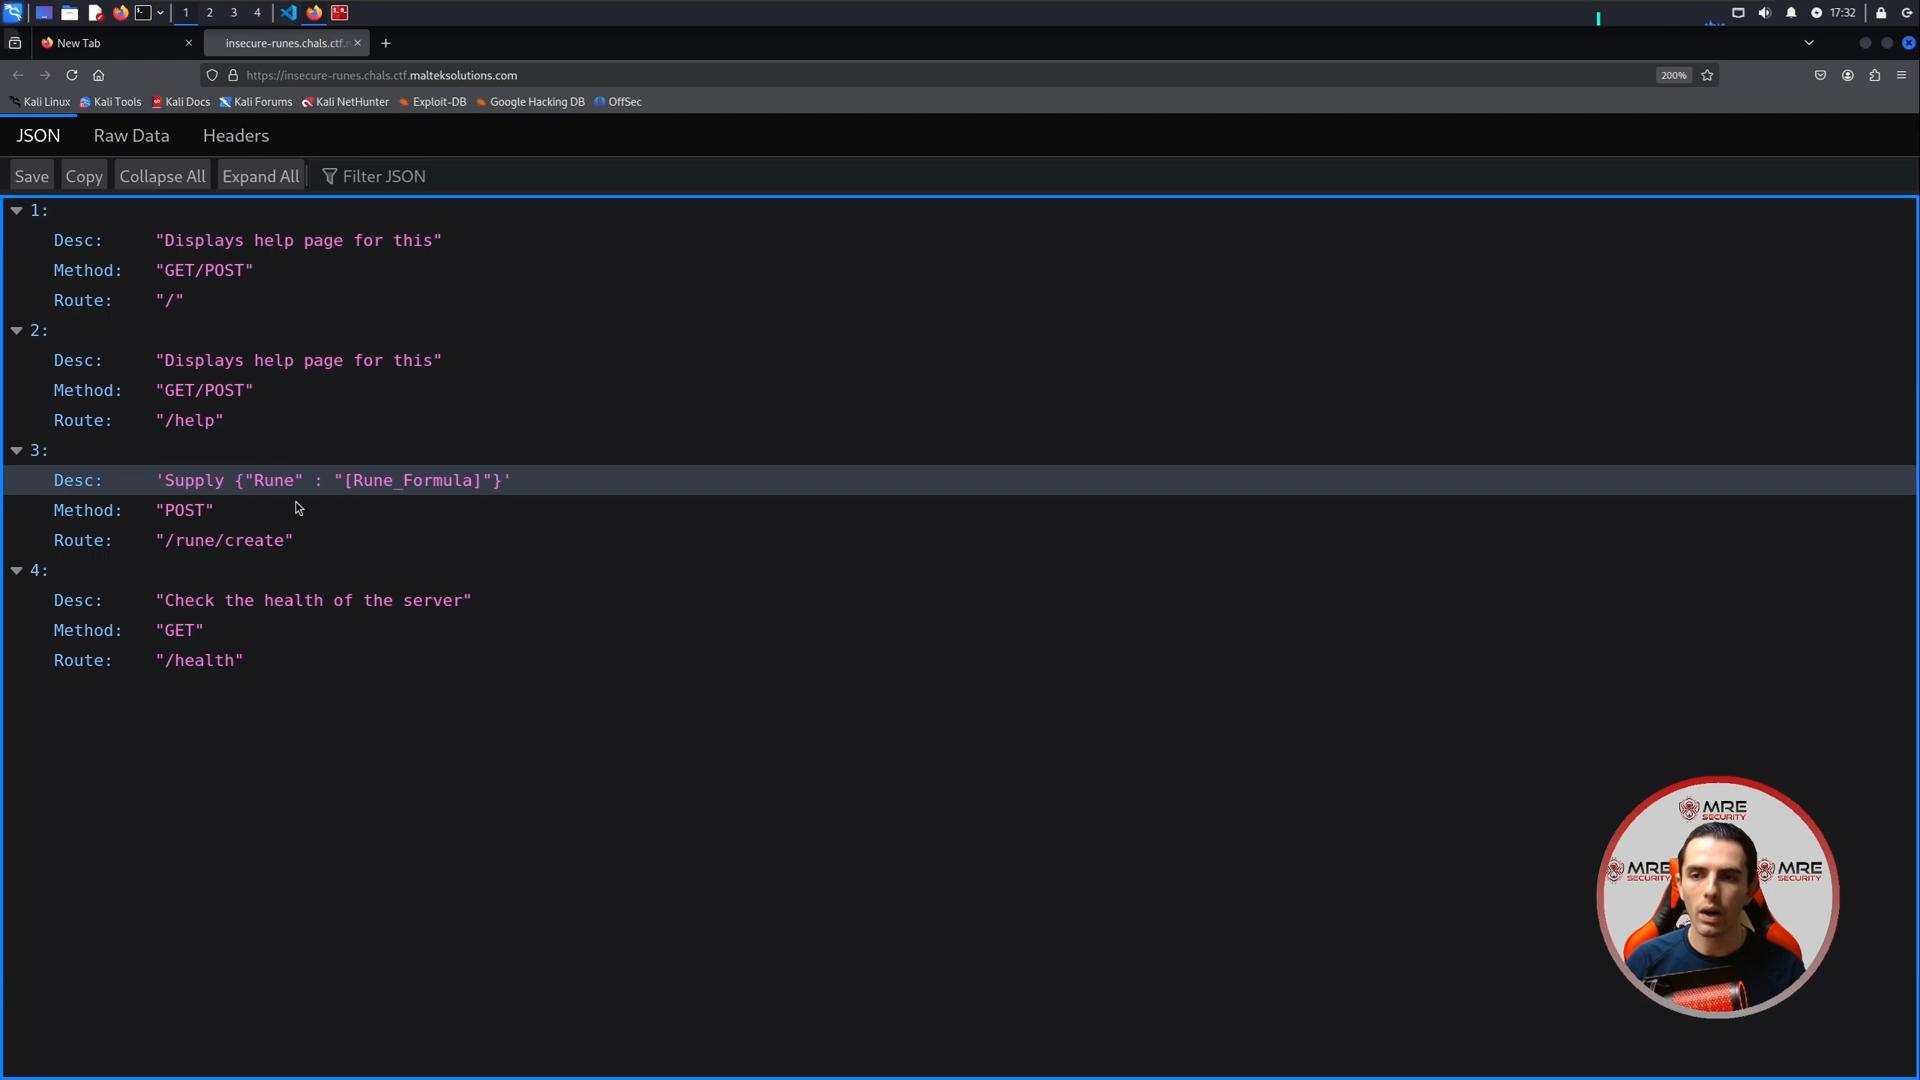 1 2 3 4
17:32
New Tab
insecure-runes.chals.ctf.m
https://insecure-runes.chals.ctf.malteksolutions.com
200%
Kali Linux Kali Tools Kali Docs Kali Forums Kali NetHunter Exploit-DB Google Hacking DB OffSec
JSON Raw Data Headers
Save Copy Collapse All Expand All Filter JSON
1:
Desc: "Displays help page for this"
Method: "GET/POST"
Route: "/"
2:
Desc: "Displays help page for this"
Method: "GET/POST"
Route: "/help"
3:
Desc: 'Supply {"Rune" : "[Rune_Formula]"}'
Method: "POST"
Route: "/rune/create"
4:
Desc: "Check the health of the server"
Method: "GET"
Route: "/health"
MRE
SECURITY
MRE
SECURITY
MRE
SECURITY